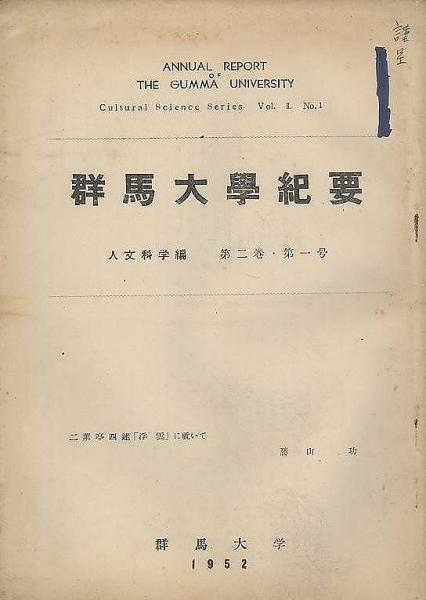 謹呈
ANNUAL REPORT
OF
THE GUMMA UNIVERSITY
Cultural Science Series Vol. II. No.1
群馬大學紀要
人文科学編 第二巻・第一号
二葉亭四迷「浮雲」に就いて
勝山 功
群馬大学
1952